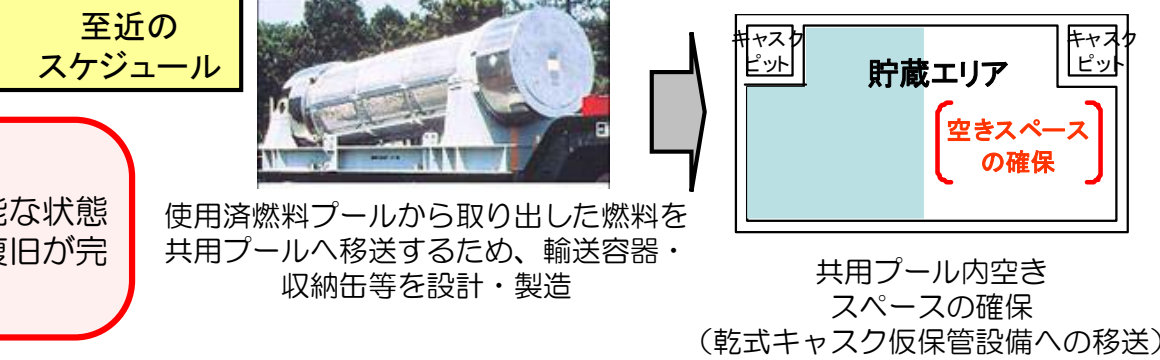 至近の
スケジュール
能な状態
復旧が完
使用済燃料プールから取り出した燃料を
共用プールへ移送するため、輸送容器・
収納缶等を設計・製造
キャスク
ピット
キャスク
ピット
貯蔵エリア
空きスペース
の確保
共用プール内空き
スペースの確保
（乾式キャスク仮保管設備への移送）